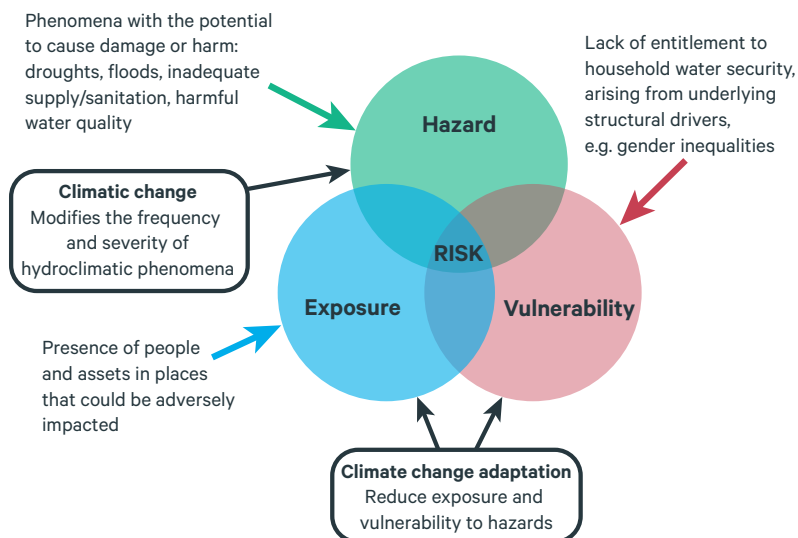 Phenomena with the potential
to cause damage or harm:
droughts, floods, inadequate
supply/sanitation, harmful
water quality
Lack of entitlement to
household water security,
arising from underlying
structural drivers,
e.g. gender inequalities
Hazard
Climatic change
Modifies the frequency
and severity of
hydroclimatic phenomena
RISK
Exposure
Vulnerability
Presence of people
and assets in places
that could be adversely
impacted
Climate change adaptation
Reduce exposure and
vulnerability to hazards